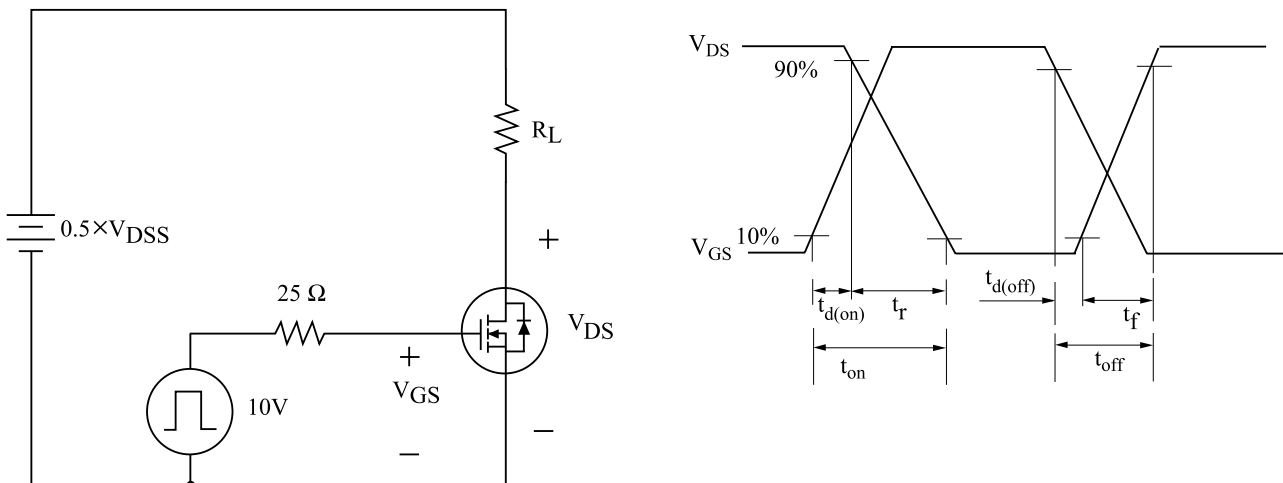 R_L
0.5×V_DSS
25 Ω
+
V_DS
+
V_GS
−
−
10V
V_DS
90%
V_GS
10%
t_d(on)
t_r
t_on
t_d(off)
t_f
t_off